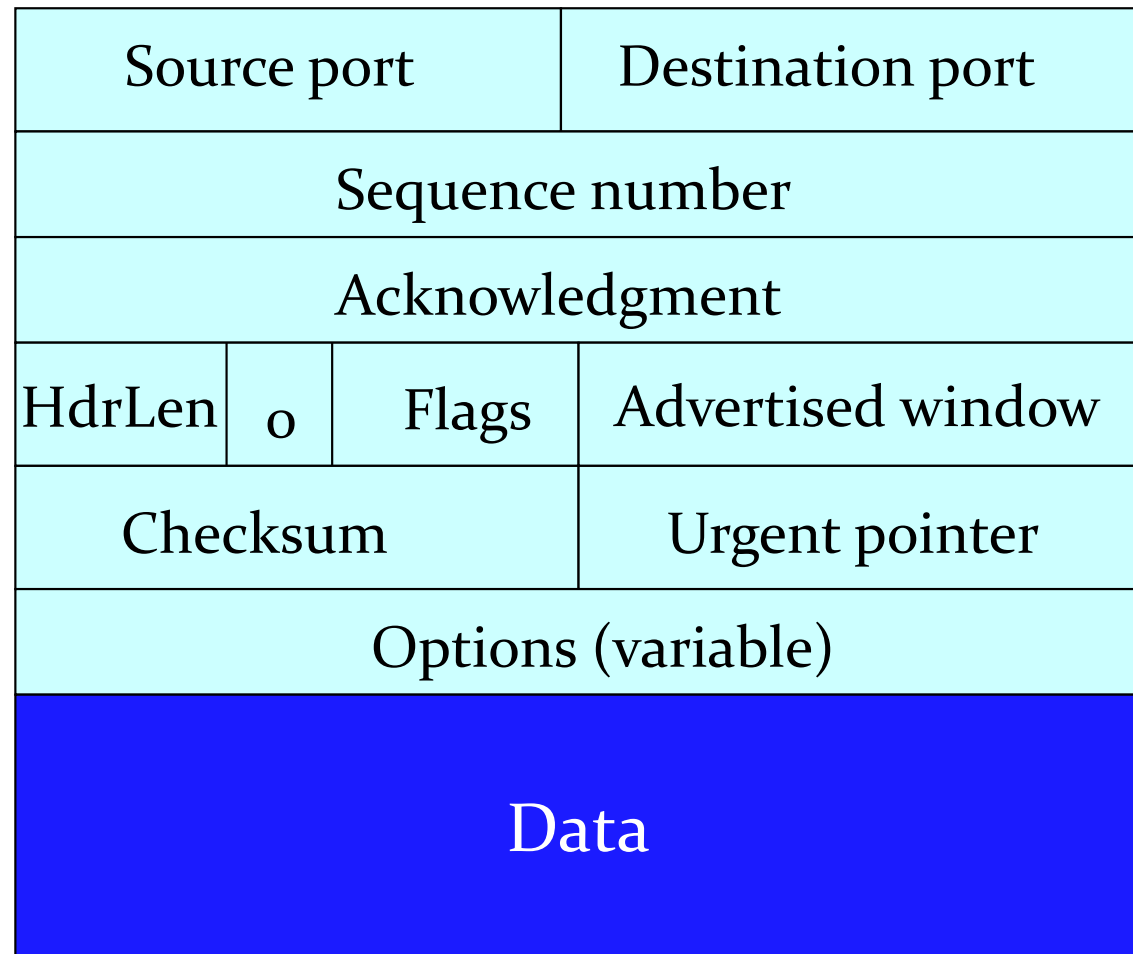 Source port
Destination port
Sequence number
Acknowledgment
HdrLen
0
Flags
Advertised window
Checksum
Urgent pointer
Options (variable)
Data